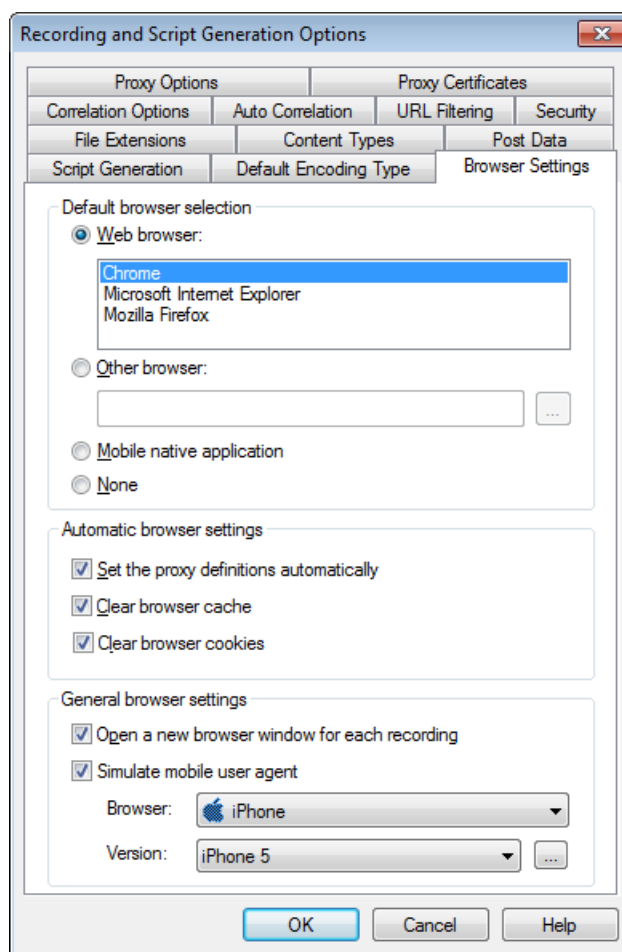 Recording and Script Generation Options
Proxy Options Proxy Certificates
Correlation Options Auto Correlation URL Filtering Security
File Extensions Content Types Post Data
Script Generation Default Encoding Type Browser Settings
Default browser selection
Web browser:
Chrome
Microsoft Internet Explorer
Mozilla Firefox
Other browser:
...
Mobile native application
None
Automatic browser settings
Set the proxy definitions automatically
Clear browser cache
Clear browser cookies
General browser settings
Open a new browser window for each recording
Simulate mobile user agent
Browser: iPhone
Version: iPhone 5 ...
OK Cancel Help